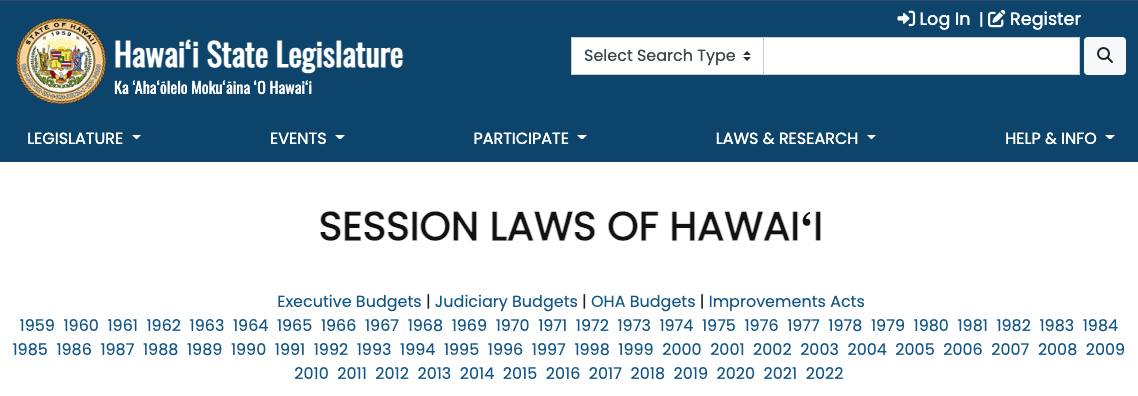 Log In | Register
STATE OF HAWAII
1959
Hawaiʻi State Legislature
Ka ʻAhaʻōlelo Mokuʻāina ʻO Hawaiʻi
Select Search Type
LEGISLATURE EVENTS PARTICIPATE LAWS & RESEARCH HELP & INFO
SESSION LAWS OF HAWAIʻI
Executive Budgets | Judiciary Budgets | OHA Budgets | Improvements Acts
1959 1960 1961 1962 1963 1964 1965 1966 1967 1968 1969 1970 1971 1972 1973 1974 1975 1976 1977 1978 1979 1980 1981 1982 1983 1984
1985 1986 1987 1988 1989 1990 1991 1992 1993 1994 1995 1996 1997 1998 1999 2000 2001 2002 2003 2004 2005 2006 2007 2008 2009
2010 2011 2012 2013 2014 2015 2016 2017 2018 2019 2020 2021 2022